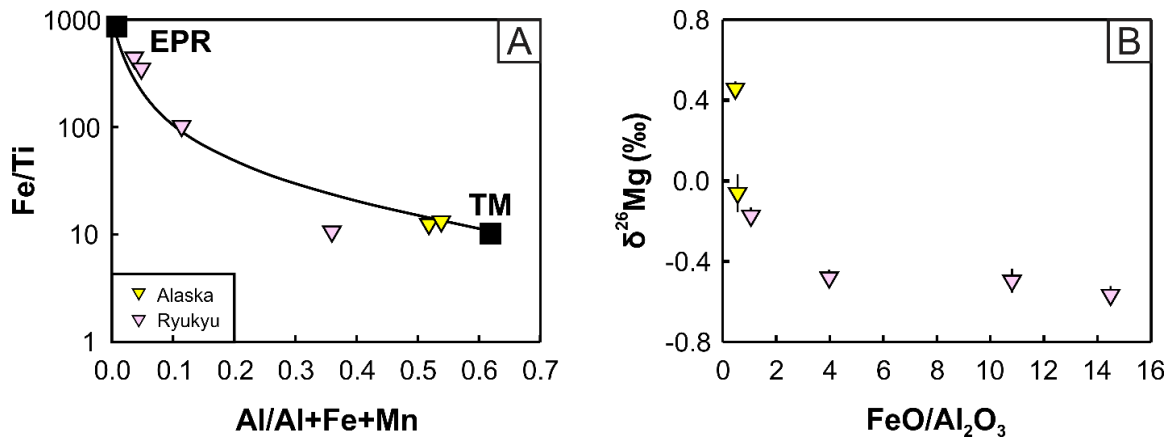 A
1000
100
10
1
Fe/Ti
EPR
TM
Alaska
Ryukyu
0.0 0.1 0.2 0.3 0.4 0.5 0.6 0.7
Al/Al+Fe+Mn
B
0.8
0.4
0.0
-0.4
-0.8
δ²⁶Mg (‰)
0 2 4 6 8 10 12 14 16
FeO/Al₂O₃